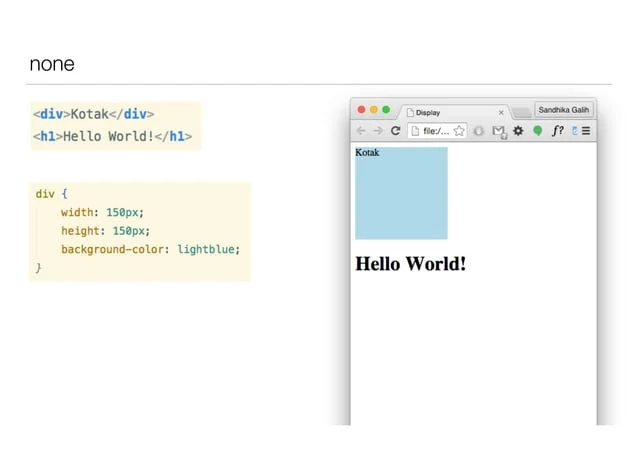 none
<div>Kotak</div>
<h1>Hello World!</h1>
div {
width: 150px;
height: 150px;
background-color: lightblue;
}
Display
Sandhika Galih
file:/...
f?
Kotak
Hello World!